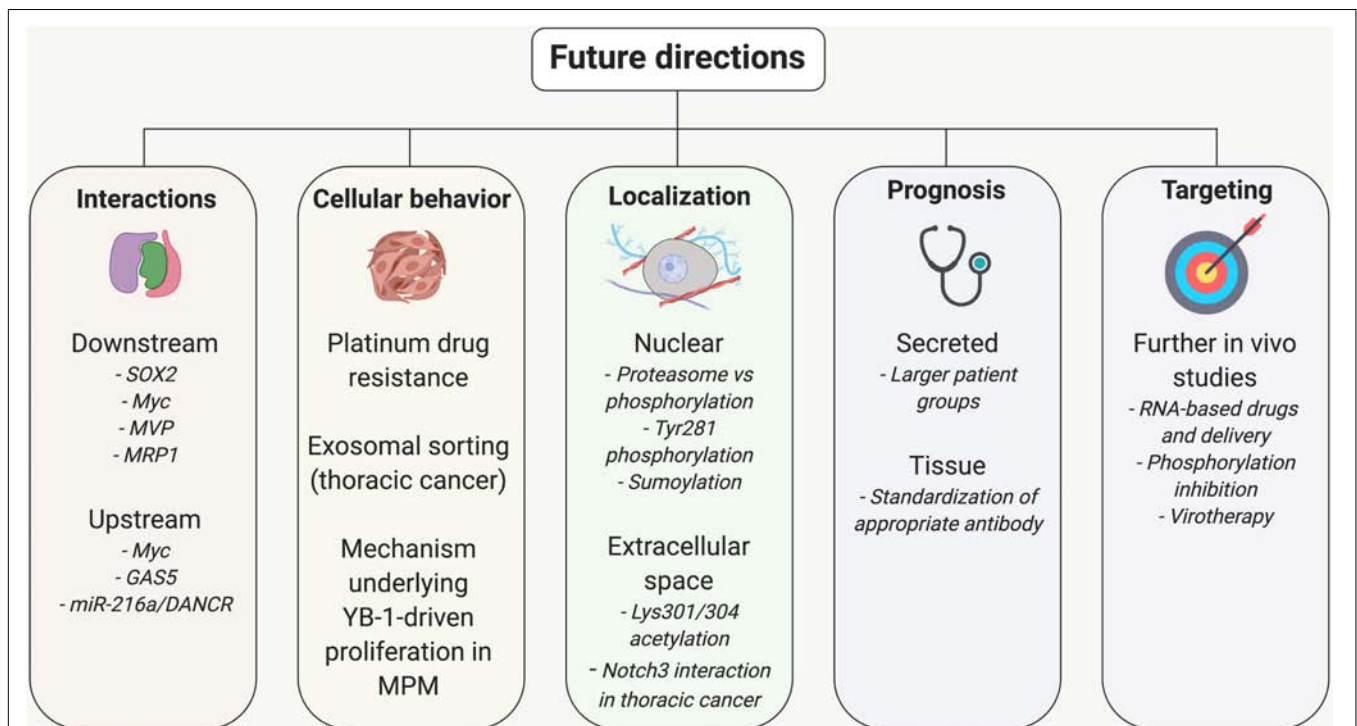 Future directions
Interactions
Downstream
- SOX2
- Myc
- MVP
- MRP1
Upstream
- Myc
- GAS5
- miR-216a/DANCR
Cellular behavior
Platinum drug
resistance
Exosomal sorting
(thoracic cancer)
Mechanism
underlying
YB-1-driven
proliferation in
MPM
Localization
Nuclear
- Proteasome vs
phosphorylation
- Tyr281
phosphorylation
- Sumoylation
Extracellular
space
- Lys301/304
acetylation
- Notch3 interaction
in thoracic cancer
Prognosis
Secreted
- Larger patient
groups
Tissue
- Standardization of
appropriate antibody
Targeting
Further in vivo
studies
- RNA-based drugs
and delivery
- Phosphorylation
inhibition
- Virotherapy